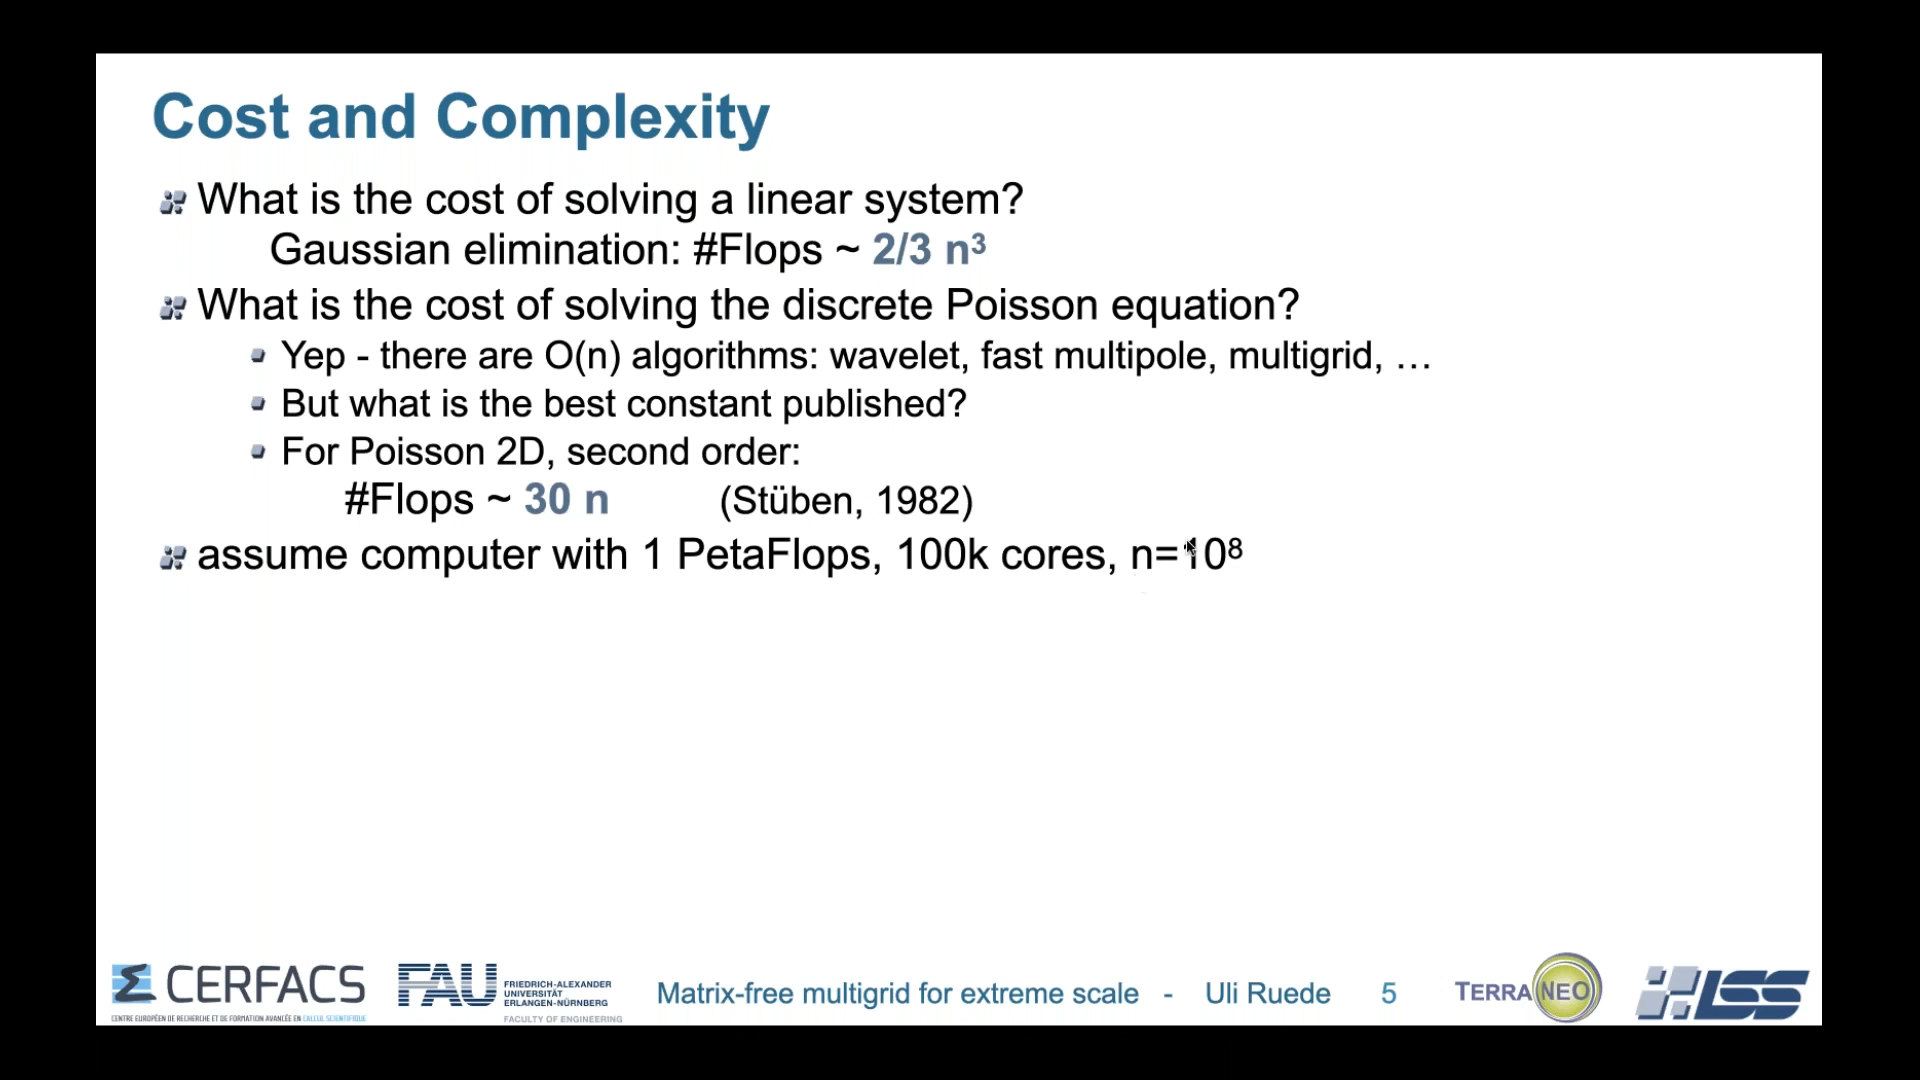 Cost and Complexity
What is the cost of solving a linear system?
Gaussian elimination: #Flops ~ 2/3 n³
What is the cost of solving the discrete Poisson equation?
Yep - there are O(n) algorithms: wavelet, fast multipole, multigrid, …
But what is the best constant published?
For Poisson 2D, second order:
#Flops ~ 30 n (Stüben, 1982)
assume computer with 1 PetaFlops, 100k cores, n=10⁸
CERFACS
CENTRE EUROPÉEN DE RECHERCHE ET DE FORMATION AVANCÉE EN CALCUL SCIENTIFIQUE
FAU
FRIEDRICH-ALEXANDER
UNIVERSITÄT
ERLANGEN-NÜRNBERG
FACULTY OF ENGINEERING
Matrix-free multigrid for extreme scale - Uli Ruede 5
TERRA NEO
LSS